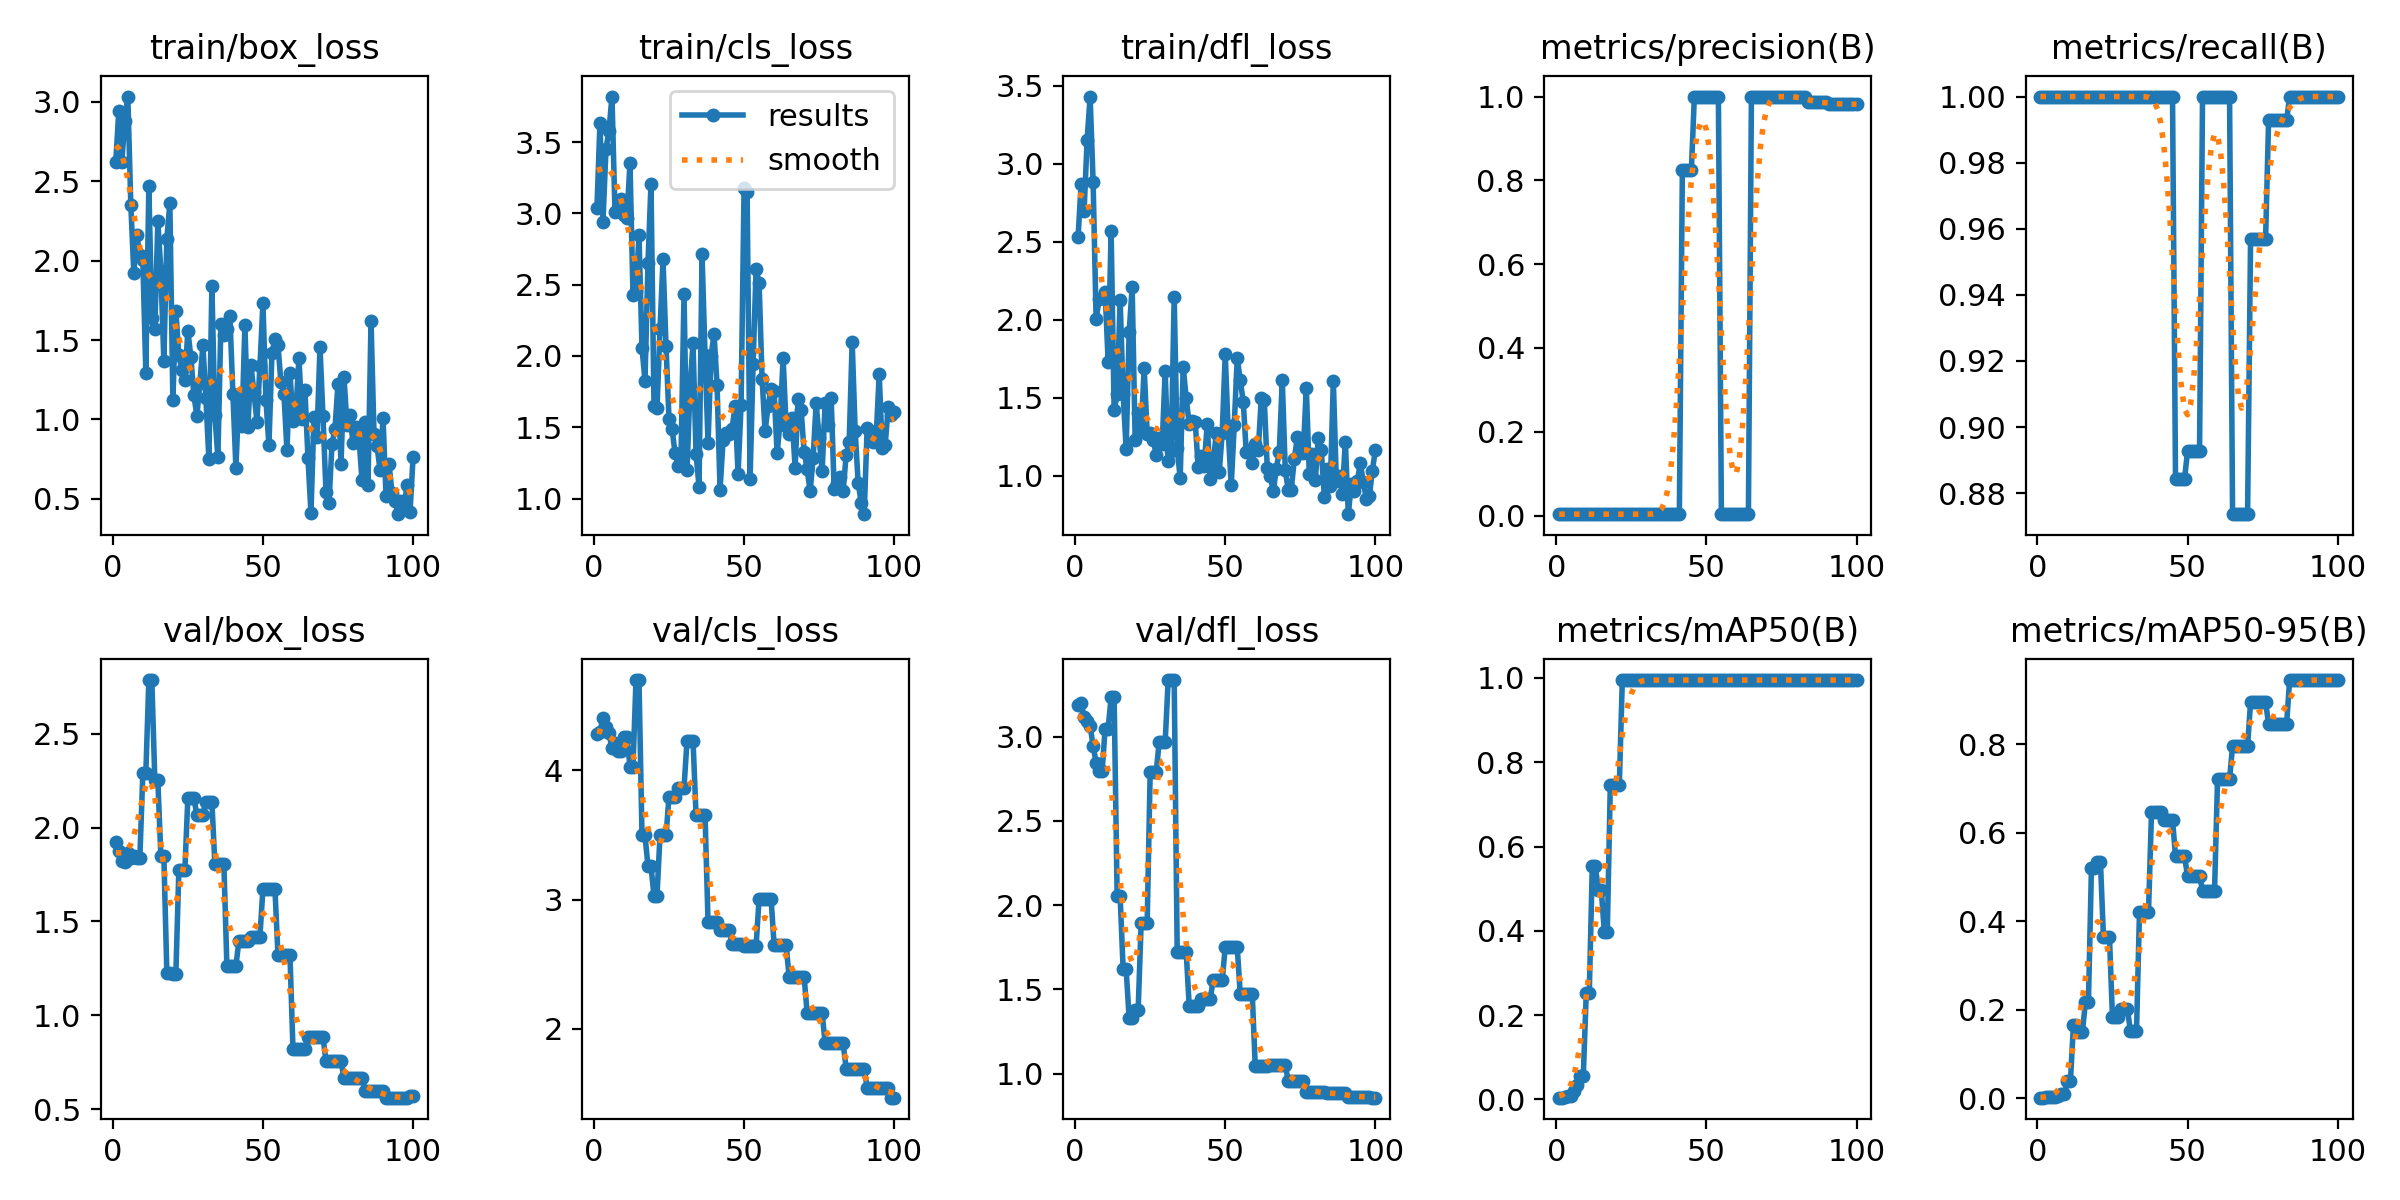 train/box_loss
3.0
2.5
2.0
1.5
1.0
0.5
0 50 100
train/cls_loss
results
smooth
3.5
3.0
2.5
2.0
1.5
1.0
0 50 100
train/dfl_loss
3.5
3.0
2.5
2.0
1.5
1.0
0 50 100
metrics/precision(B)
1.0
0.8
0.6
0.4
0.2
0.0
0 50 100
metrics/recall(B)
1.00
0.98
0.96
0.94
0.92
0.90
0.88
0 50 100
val/box_loss
2.5
2.0
1.5
1.0
0.5
0 50 100
val/cls_loss
4
3
2
0 50 100
val/dfl_loss
3.0
2.5
2.0
1.5
1.0
0 50 100
metrics/mAP50(B)
1.0
0.8
0.6
0.4
0.2
0.0
0 50 100
metrics/mAP50-95(B)
0.8
0.6
0.4
0.2
0.0
0 50 100